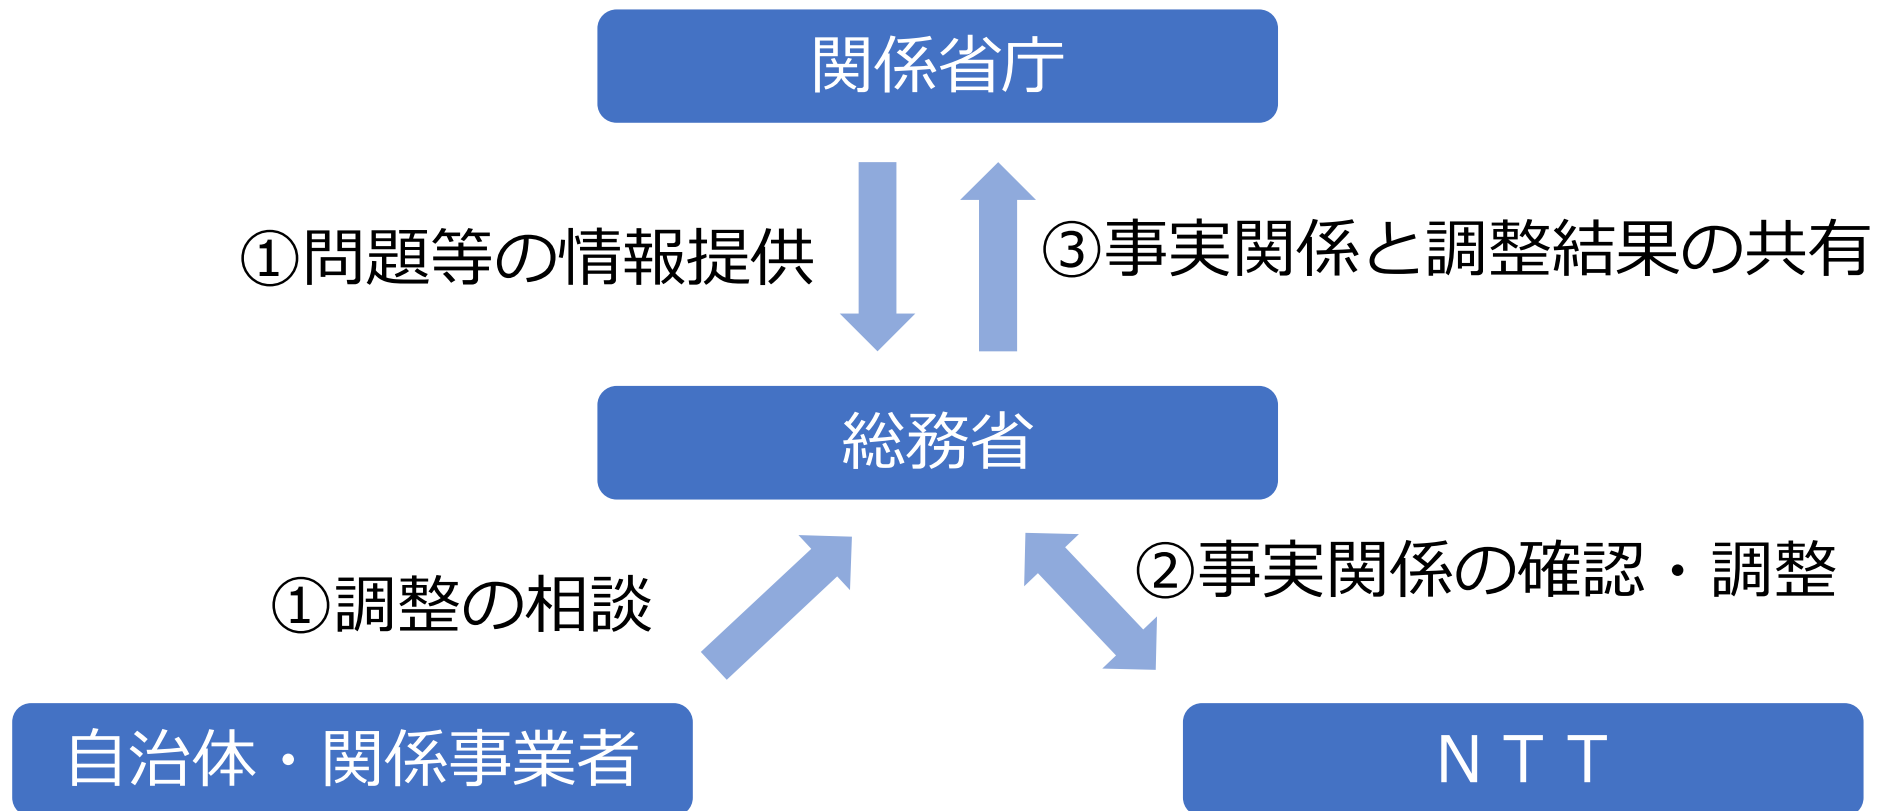 関係省庁
①問題等の情報提供
③事実関係と調整結果の共有
総務省
①調整の相談
②事実関係の確認・調整
自治体・関係事業者
ＮＴＴ